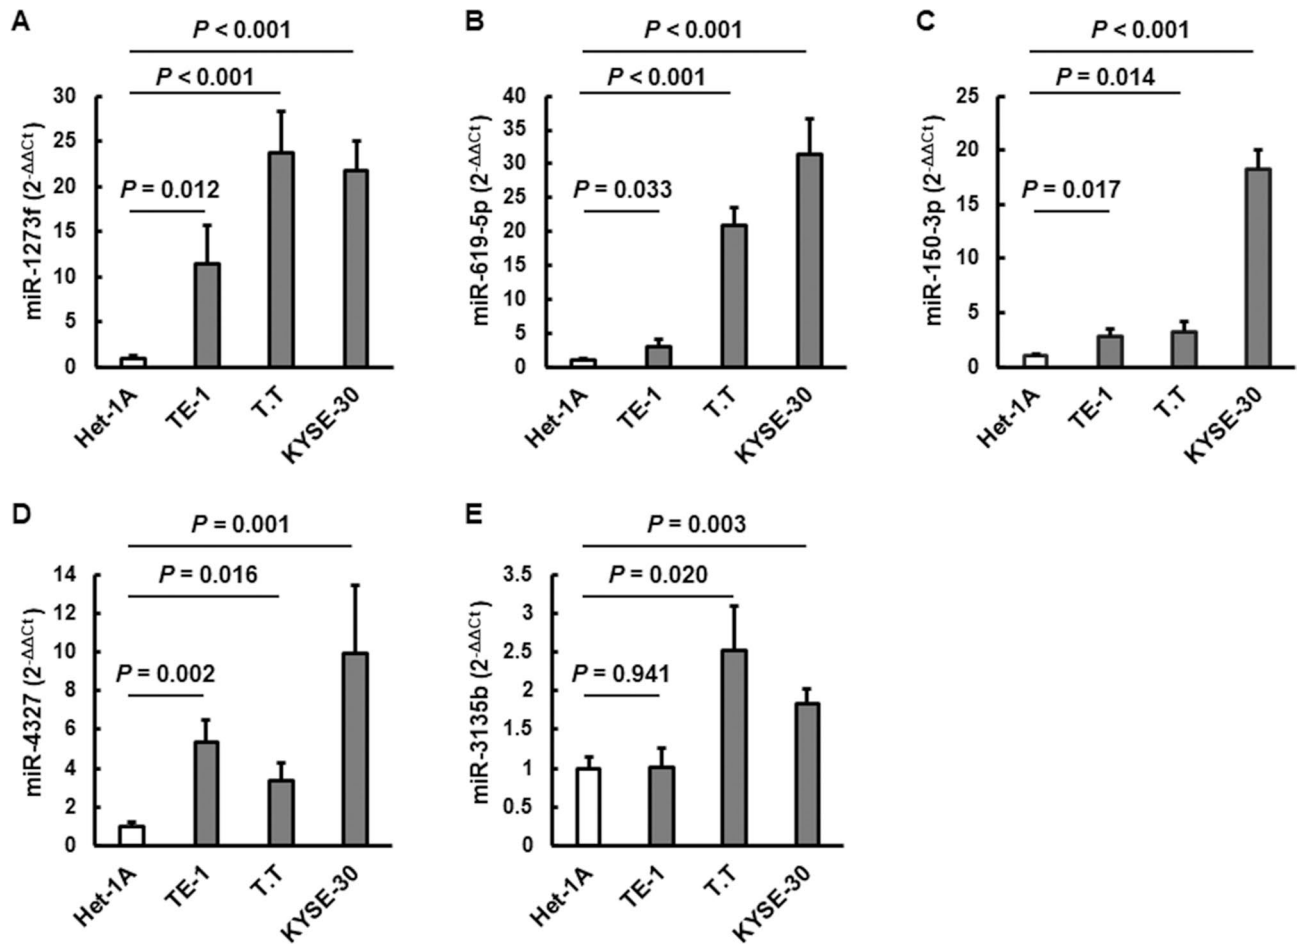 A
P < 0.001
P < 0.001
P = 0.012
miR-1273f (2-ΔΔCt)
30
25
20
15
10
5
0
Het-1A
TE-1
T.T
KYSE-30
B
P < 0.001
P < 0.001
P = 0.033
miR-619-5p (2-ΔΔCt)
40
35
30
25
20
15
10
5
0
Het-1A
TE-1
T.T
KYSE-30
C
P < 0.001
P = 0.014
P = 0.017
miR-150-3p (2-ΔΔCt)
25
20
15
10
5
0
Het-1A
TE-1
T.T
KYSE-30
D
P = 0.001
P = 0.016
P = 0.002
miR-4327 (2-ΔΔCt)
14
12
10
8
6
4
2
0
Het-1A
TE-1
T.T
KYSE-30
E
P = 0.003
P = 0.020
P = 0.941
miR-3135b (2-ΔΔCt)
3.5
3
2.5
2
1.5
1
0.5
0
Het-1A
TE-1
T.T
KYSE-30